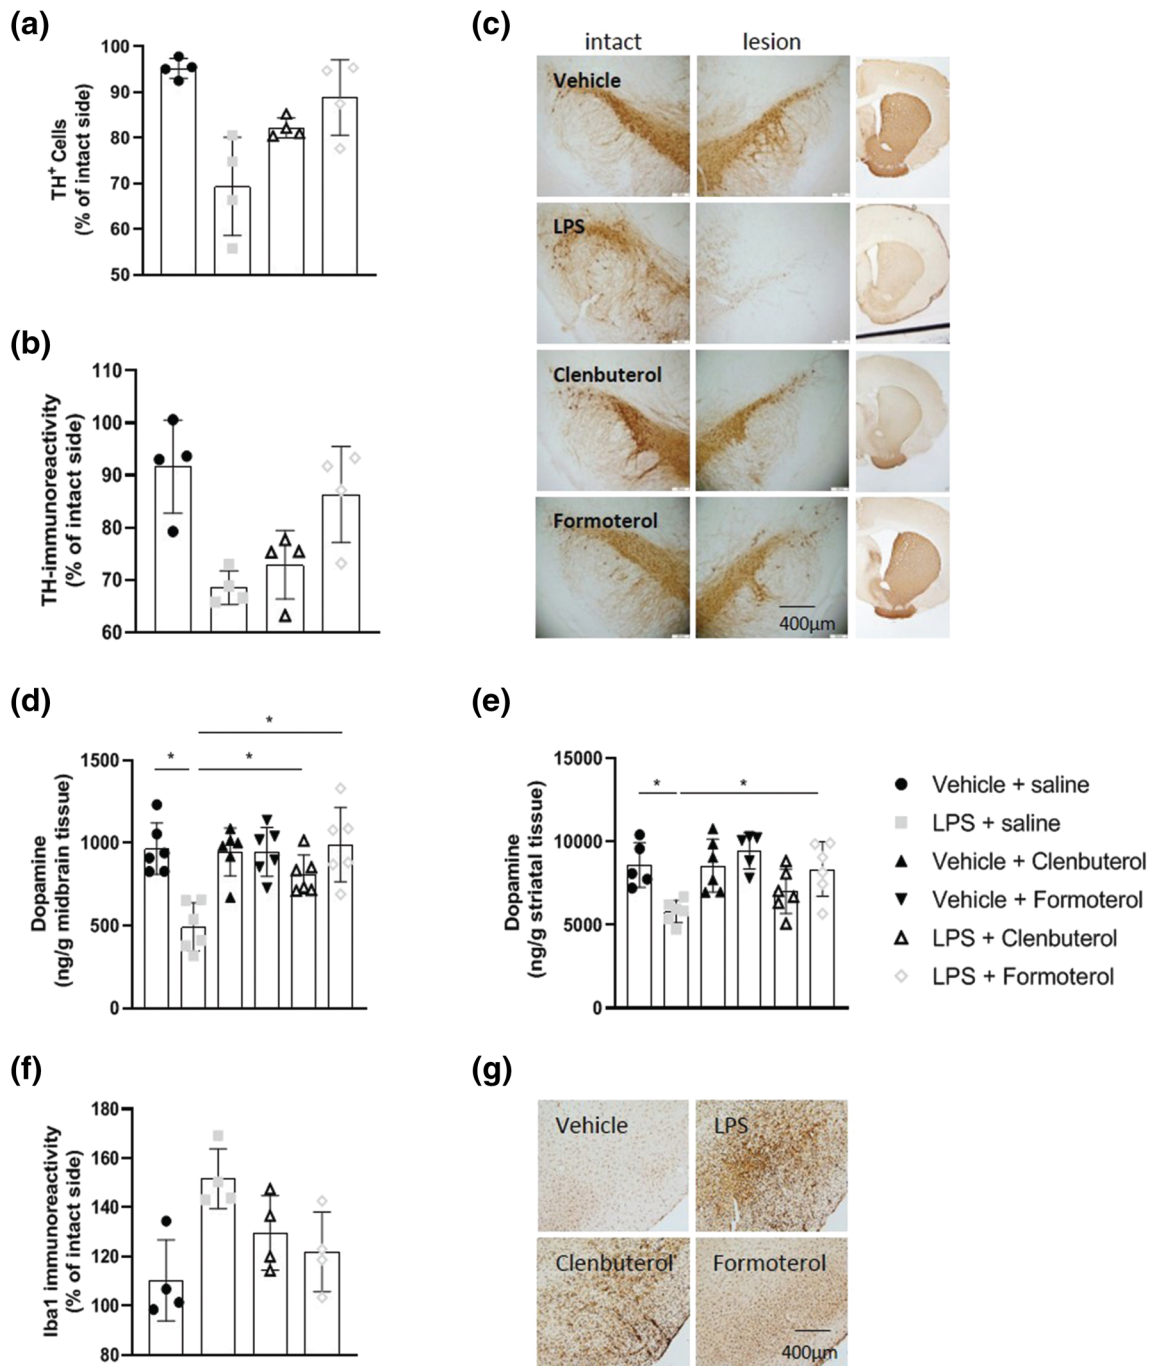 (a)
100
90
80
70
60
50
TH+ Cells
(% of intact side)
(b)
110
100
90
80
70
60
TH-immunoreactivity
(% of intact side)
(c)
intact
lesion
Vehicle
LPS
Clenbuterol
Formoterol
400μm
(d)
*
*
*
1500
1000
500
0
Dopamine
(ng/g midbrain tissue)
(e)
*
*
15000
10000
5000
0
Dopamine
(ng/g striatal tissue)
Vehicle + saline
LPS + saline
Vehicle + Clenbuterol
Vehicle + Formoterol
LPS + Clenbuterol
LPS + Formoterol
(f)
180
160
140
120
100
80
Iba1 immunoreactivity
(% of intact side)
(g)
Vehicle
LPS
Clenbuterol
Formoterol
400μm